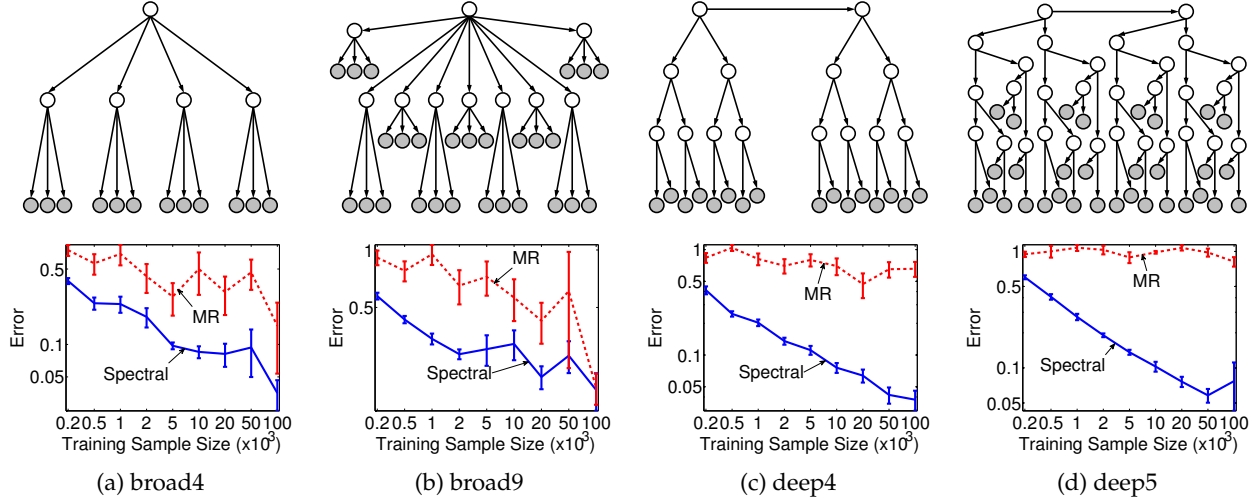 0.5
0.1
0.05
Error
MR
Spectral
0.2 0.5 1 2 5 10 20 50 100
Training Sample Size (x10³)
(a) broad4
0.5
Error
MR
Spectral
0.2 0.5 1 2 5 10 20 50 100
Training Sample Size (x10³)
(b) broad9
1
0.5
0.1
0.05
Error
MR
Spectral
0.2 0.5 1 2 5 10 20 50 100
Training Sample Size (x10³)
(c) deep4
1
0.5
0.1
0.05
Error
MR
Spectral
0.2 0.5 1 2 5 10 20 50 100
Training Sample Size (x10³)
(d) deep5